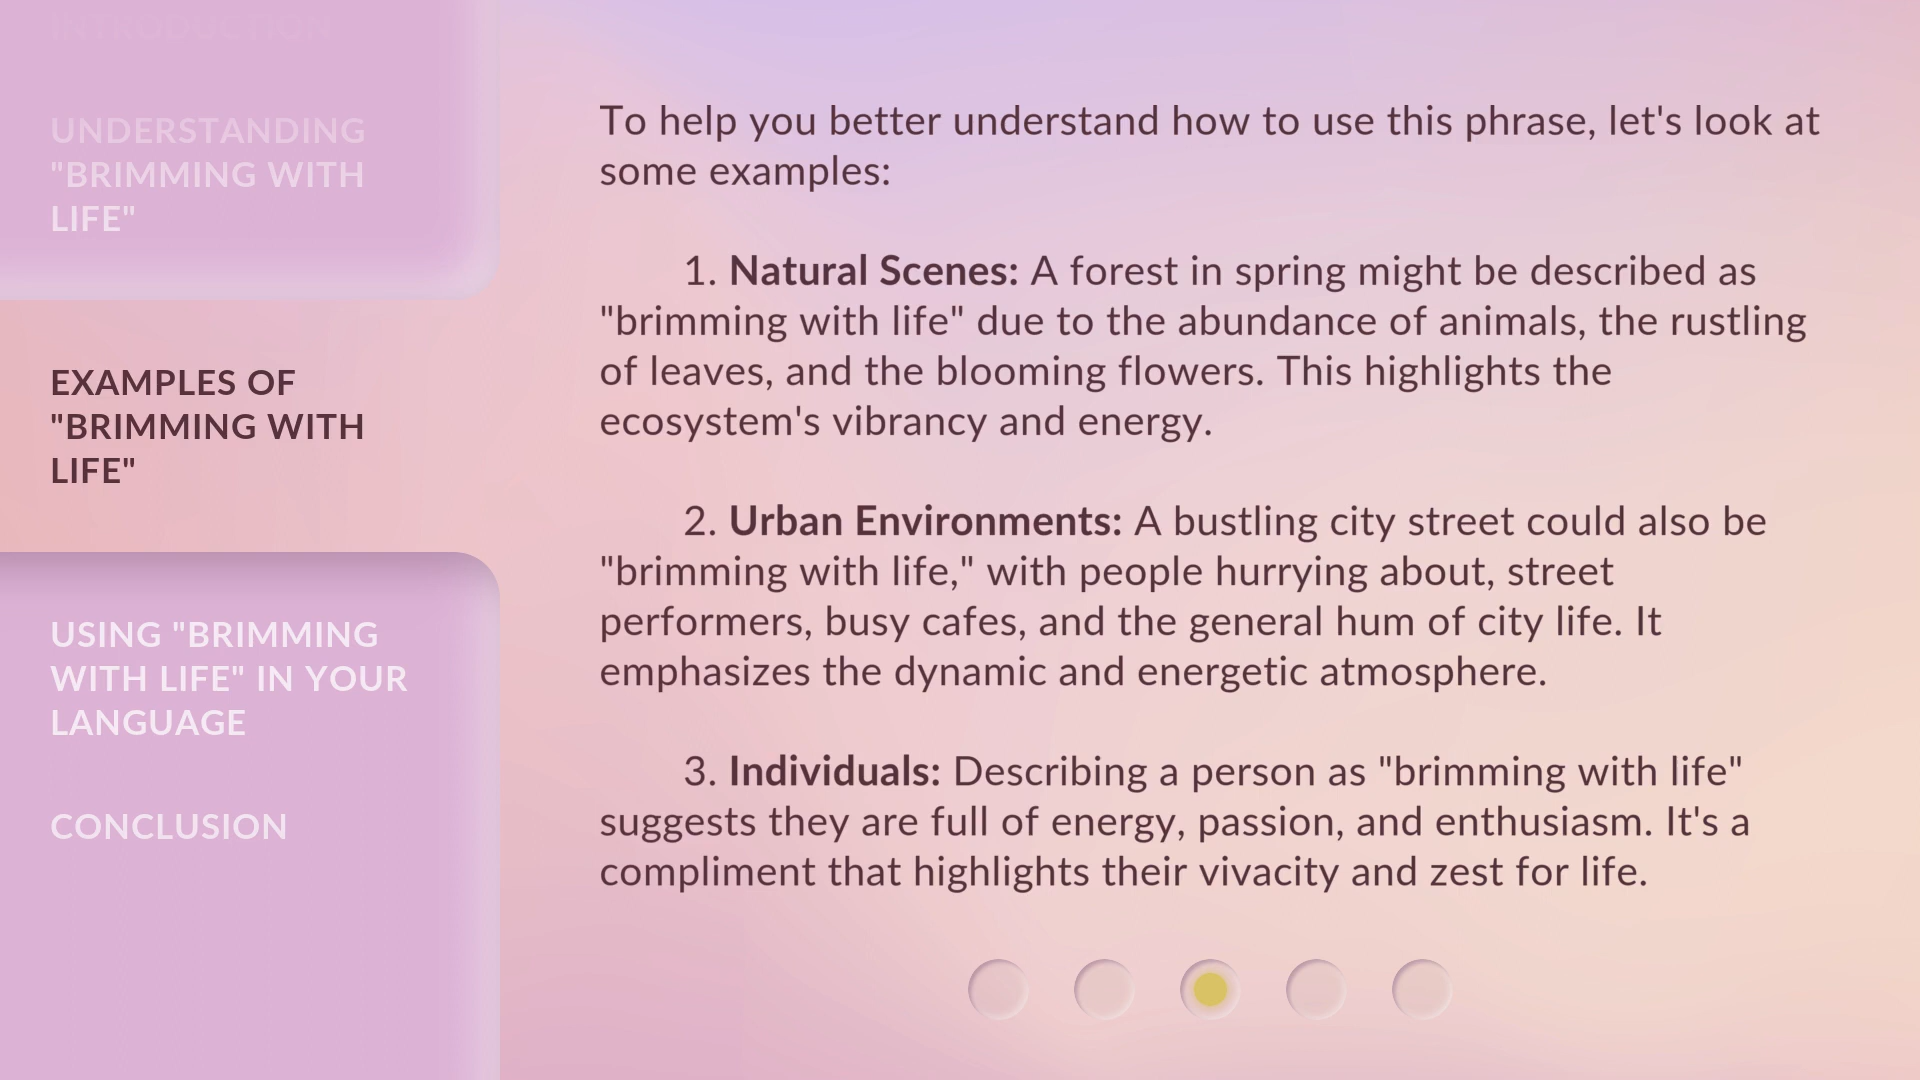 INTRODUCTION
UNDERSTANDING
"BRIMMING WITH
LIFE"
EXAMPLES OF
"BRIMMING WITH
LIFE"
USING "BRIMMING
WITH LIFE" IN YOUR
LANGUAGE
CONCLUSION
To help you better understand how to use this phrase, let's look at
some examples:
1. Natural Scenes: A forest in spring might be described as
"brimming with life" due to the abundance of animals, the rustling
of leaves, and the blooming flowers. This highlights the
ecosystem's vibrancy and energy.
2. Urban Environments: A bustling city street could also be
"brimming with life," with people hurrying about, street
performers, busy cafes, and the general hum of city life. It
emphasizes the dynamic and energetic atmosphere.
3. Individuals: Describing a person as "brimming with life"
suggests they are full of energy, passion, and enthusiasm. It's a
compliment that highlights their vivacity and zest for life.